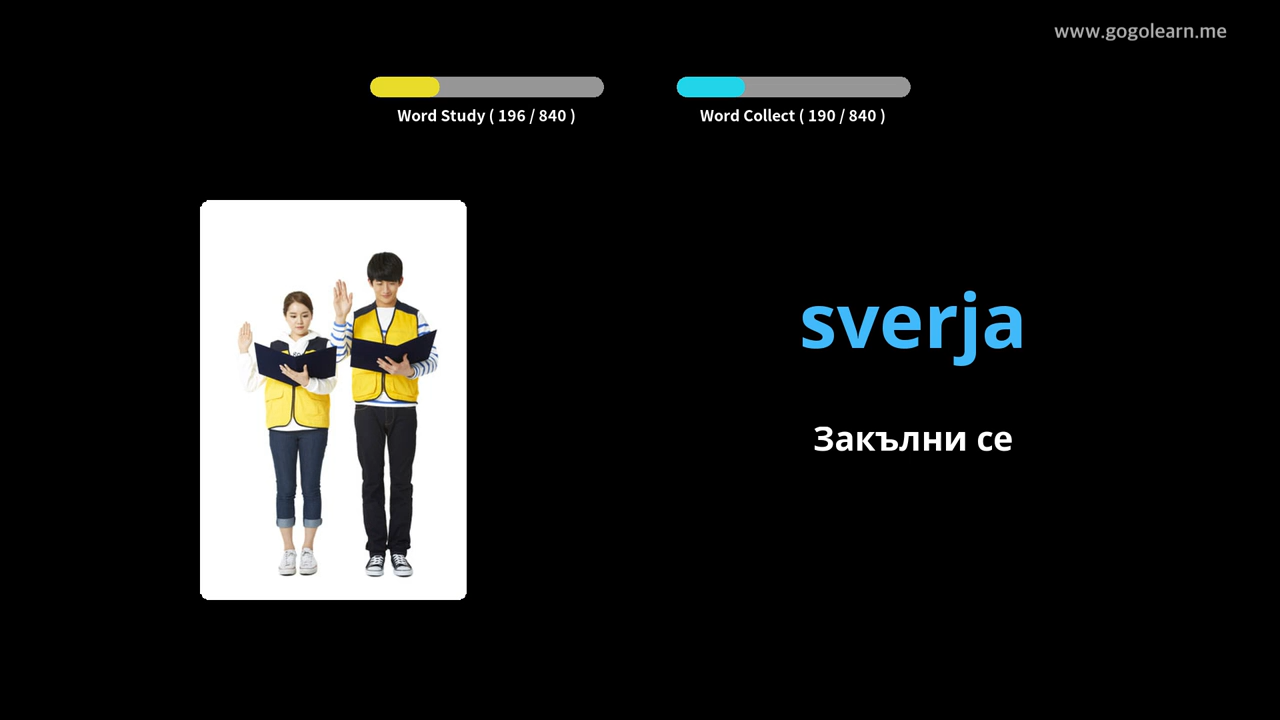 www.gogolearn.me
Word Study ( 196 / 840 )
Word Collect ( 190 / 840 )
sverja
Закълни се